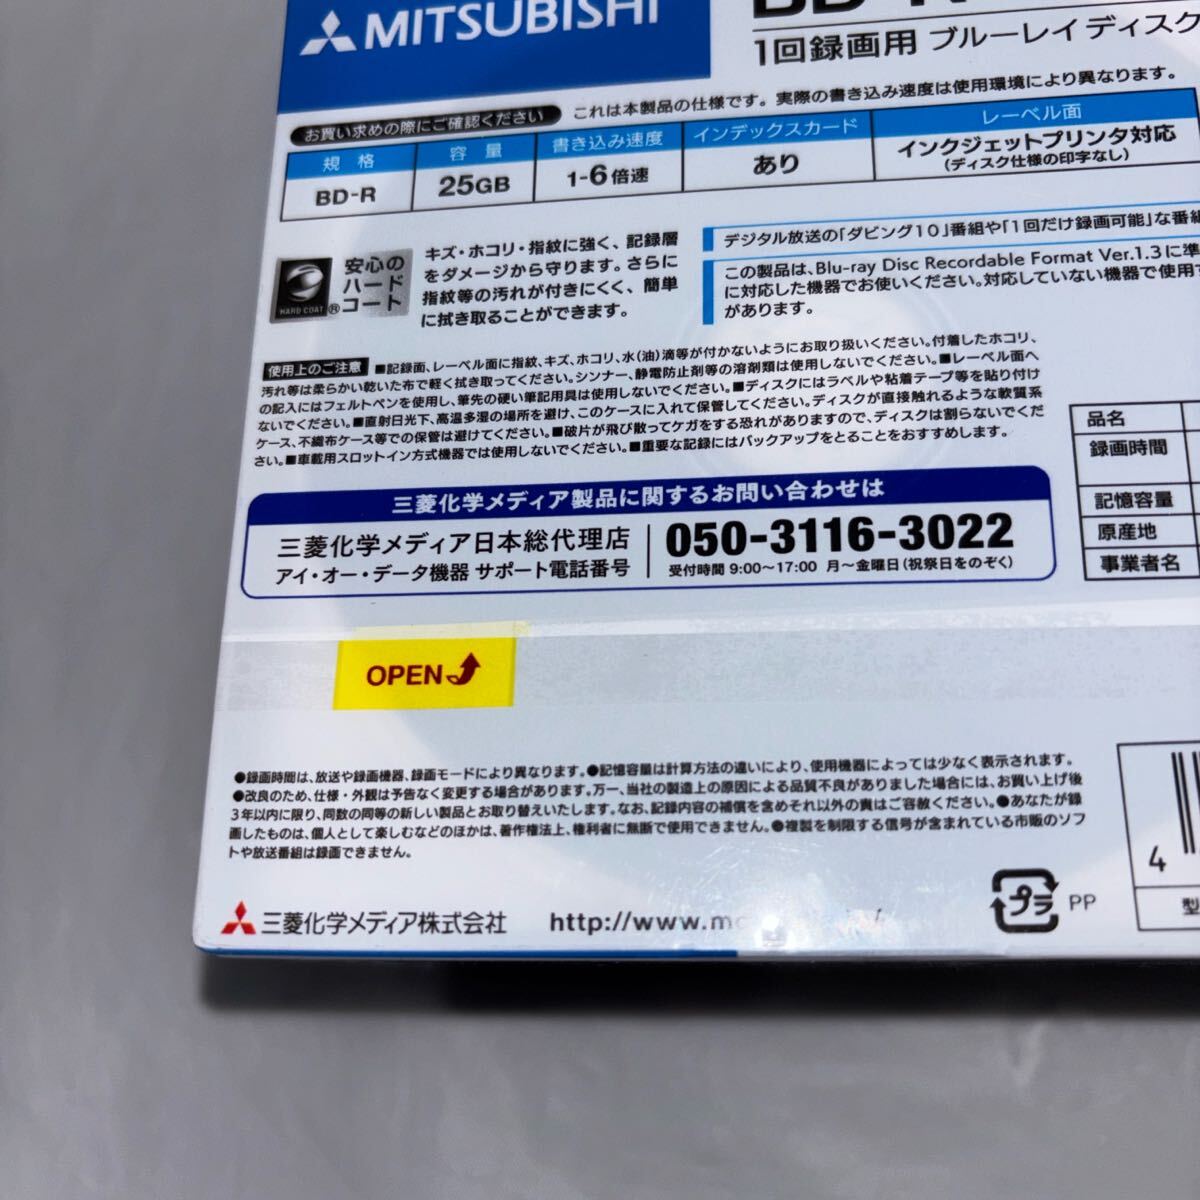 MITSUBISHI
BD-R
1回録画用 ブルーレイディスク
お買い求めの際にご確認ください
これは本製品の仕様です。実際の書き込み速度は使用環境により異なります。
規格 容量 書き込み速度 インデックスカード レーベル面
BD-R 25GB 1-6倍速 あり インクジェットプリンタ対応
(ディスク仕様の印字なし)
HARD COAT ®
安心の
ハード
コート
キズ・ホコリ・指紋に強く、記録層
をダメージから守ります。さらに
指紋等の汚れが付きにくく、簡単
に拭き取ることができます。
デジタル放送の「ダビング10」番組や「1回だけ録画可能」な番組
この製品は、Blu-ray Disc Recordable Format Ver.1.3に準
に対応した機器でお使いください。対応していない機器で使用
があります。
使用上のご注意 ■記録面、レーベル面に指紋、キズ、ホコリ、水(油)滴等が付かないようにお取り扱いください。付着したホコリ、
汚れ等は柔らかい乾いた布で軽く拭き取ってください。シンナー、静電防止剤等の溶剤類は使用しないでください。■レーベル面へ
の記入にはフェルトペンを使用し、筆先の硬い筆記用具は使用しないでください。■ディスクにはラベルや粘着テープ等を貼り付け
ないでください。■直射日光下、高温多湿の場所を避け、このケースに入れて保管してください。ディスクが直接触れるような軟質系
ケース、不織布ケース等での保管は避けてください。■破片が飛び散ってケガをする恐れがありますので、ディスクは割らないでくだ
さい。■車載用スロットイン方式機器では使用しないでください。■重要な記録にはバックアップをとることをおすすめします。
品名
録画時間
記憶容量
原産地
事業者名
三菱化学メディア製品に関するお問い合わせは
三菱化学メディア日本総代理店
アイ・オー・データ機器 サポート電話番号
050-3116-3022
受付時間 9:00〜17:00 月〜金曜日(祝祭日をのぞく)
OPEN
●録画時間は、放送や録画機器、録画モードにより異なります。●記憶容量は計算方法の違いにより、使用機器によっては少なく表示されます。
●改良のため、仕様・外観は予告なく変更する場合があります。万一、当社の製造上の原因による品質不良がありました場合には、お買い上げ後
3年以内に限り、同数の同等の新しい製品とお取り替えいたします。なお、記録内容の補償を含めそれ以外の責はご容赦ください。●あなたが録
画したものは、個人として楽しむなどのほかは、著作権法上、権利者に無断で使用できません。●複製を制限する信号が含まれている市販のソフ
トや放送番組は録画できません。
三菱化学メディア株式会社
http://www.mc
プラ PP
4
型